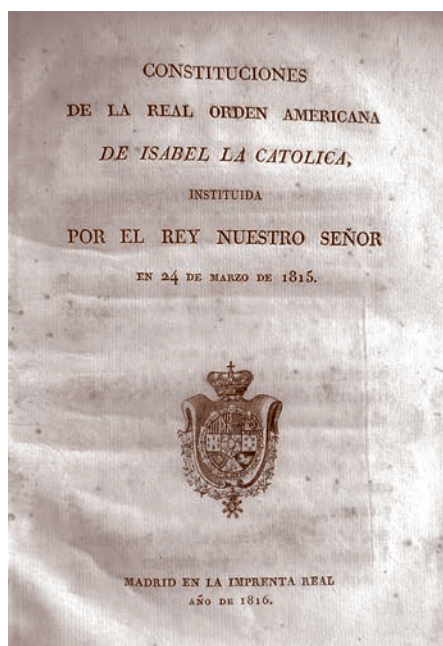 CONSTITUCIONES
DE LA REAL ORDEN AMERICANA
DE ISABEL LA CATOLICA,
INSTITUIDA
POR EL REY NUESTRO SEÑOR
EN 24 DE MARZO DE 1815.
MADRID EN LA IMPRENTA REAL
AÑO DE 1816.